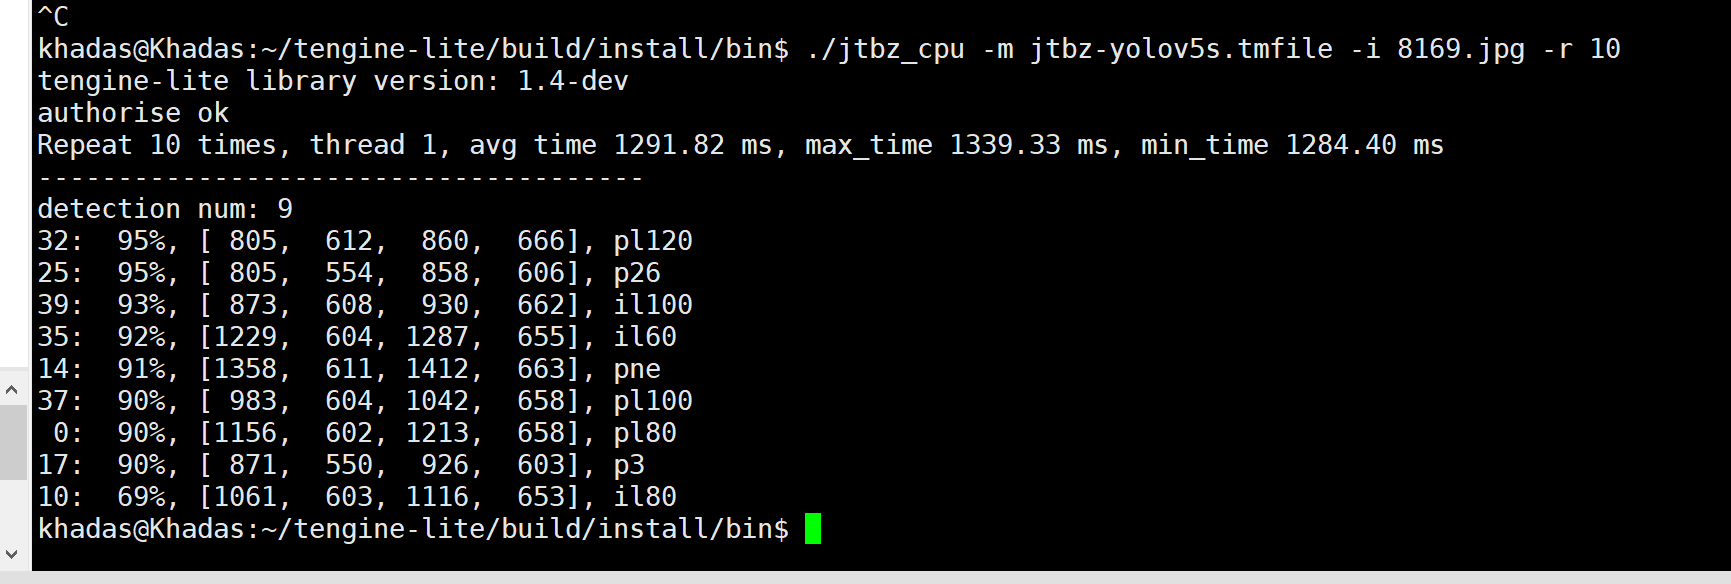 ^C
khadas@Khadas:~/tengine-lite/build/install/bin$ ./jtbz_cpu -m jtbz-yolov5s.tmfile -i 8169.jpg -r 10
tengine-lite library version: 1.4-dev
authorise ok
Repeat 10 times, thread 1, avg time 1291.82 ms, max_time 1339.33 ms, min_time 1284.40 ms
--------------------------------------
detection num: 9
32:  95%, [ 805,  612,  860,  666], pl120
25:  95%, [ 805,  554,  858,  606], p26
39:  93%, [ 873,  608,  930,  662], il100
35:  92%, [1229,  604, 1287,  655], il60
14:  91%, [1358,  611, 1412,  663], pne
37:  90%, [ 983,  604, 1042,  658], pl100
 0:  90%, [1156,  602, 1213,  658], pl80
17:  90%, [ 871,  550,  926,  603], p3
10:  69%, [1061,  603, 1116,  653], il80
khadas@Khadas:~/tengine-lite/build/install/bin$